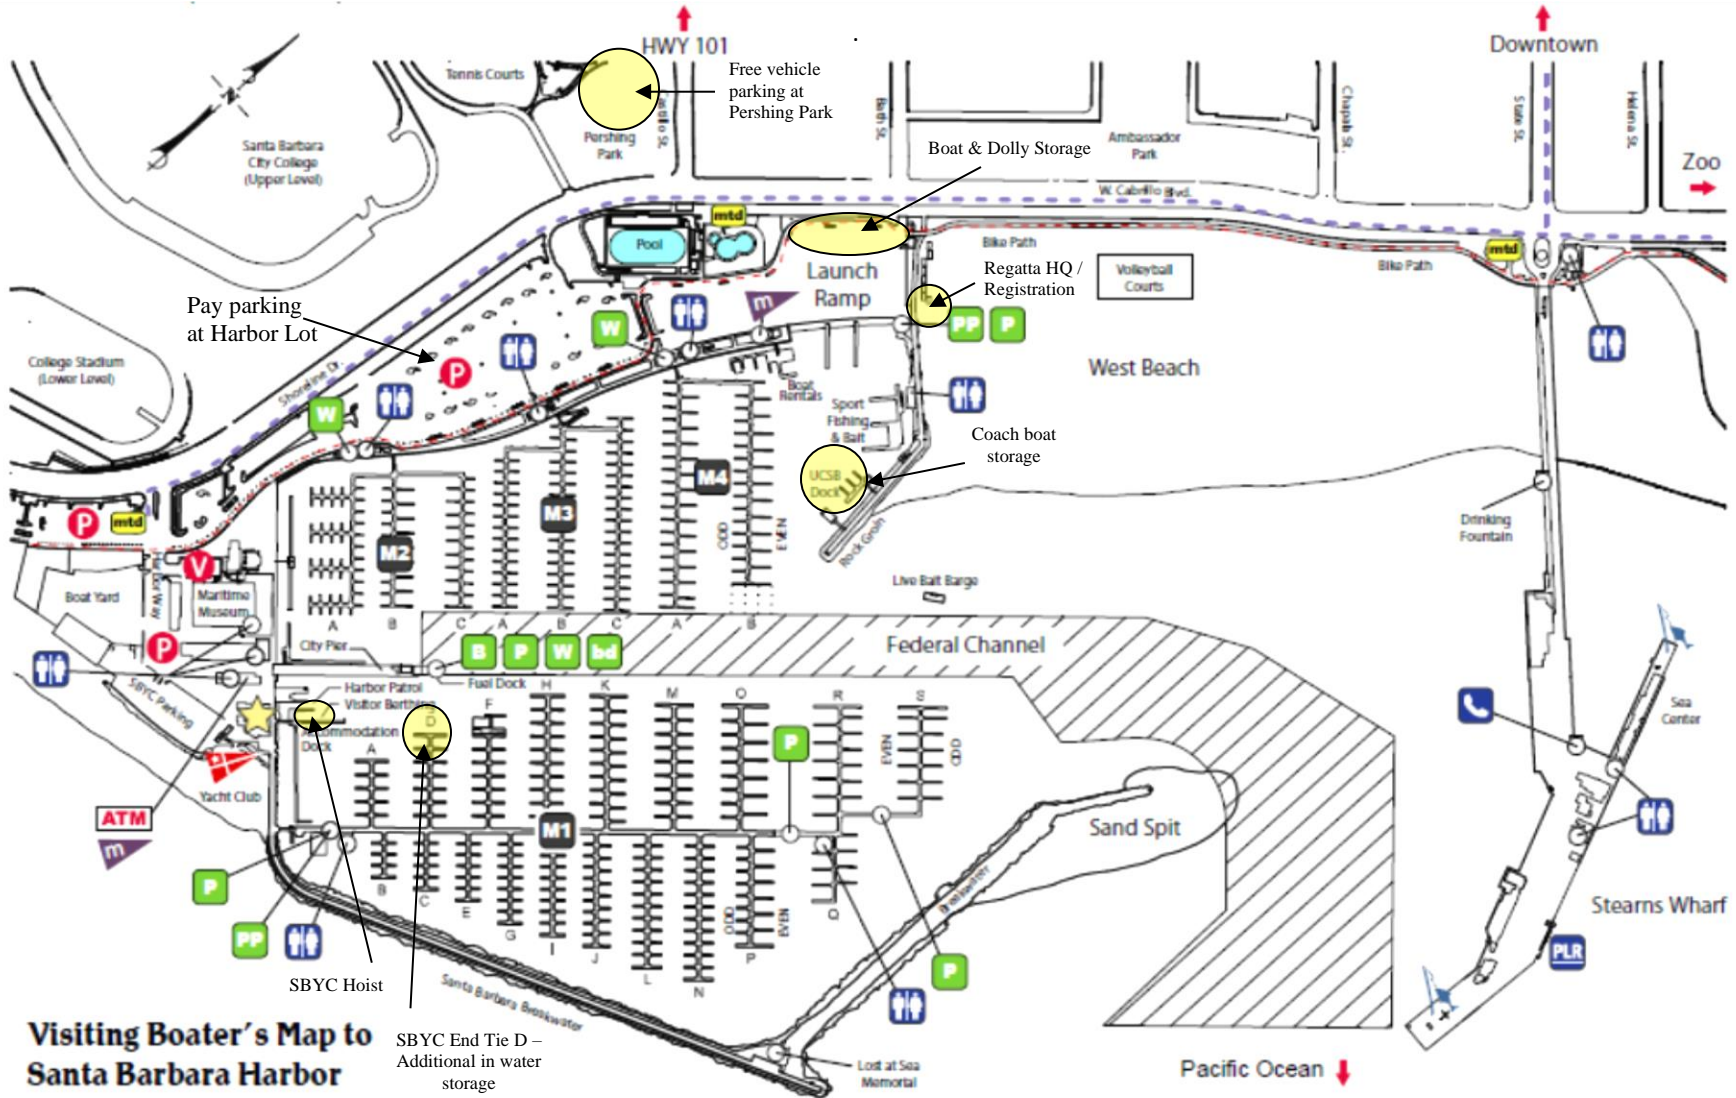 HWY 101
Downtown
Tennis Courts
Free vehicle
parking at
Pershing Park
Castillo St.
Bath St.
Chapala St.
State St.
Helena St.
N
Santa Barbara
City College
(Upper Level)
Pershing
Park
Ambassador
Park
Boat & Dolly Storage
Zoo
W. Cabrillo Blvd.
mtd
Pool
Bike Path
mtd
Volleyball
Courts
Bike Path
Launch
Ramp
Regatta HQ /
Registration
Pay parking
at Harbor Lot
m
W
PP
P
College Stadium
(Lower Level)
Shoreline Dr.
P
West Beach
Boat
Rentals
Sport
Fishing
& Bait
W
Coach boat
storage
UCSB
Dock
M4
M3
M2
ODD
EVEN
P
mtd
Rock Groin
Drinking
Fountain
V
Harbor Way
Boat Yard
Maritime
Museum
Live Bait Barge
A
B
C
A
B
C
A
B
P
City Pier
B
P
W
bd
Federal Channel
Fuel Dock
SBYC Parking
Harbor Patrol
Visitor Berthing
Accommodation
Dock
A
D
F
H
K
M
O
R
S
EVEN
ODD
P
Sea
Center
Yacht Club
ATM
m
M1
Sand Spit
P
B
C
E
G
I
J
L
N
ODD
EVEN
P
Q
Breakwater
Stearns Wharf
PP
P
PLR
SBYC Hoist
Santa Barbara Breakwater
Visiting Boater's Map to
Santa Barbara Harbor
SBYC End Tie D –
Additional in water
storage
Lost at Sea
Memorial
Pacific Ocean